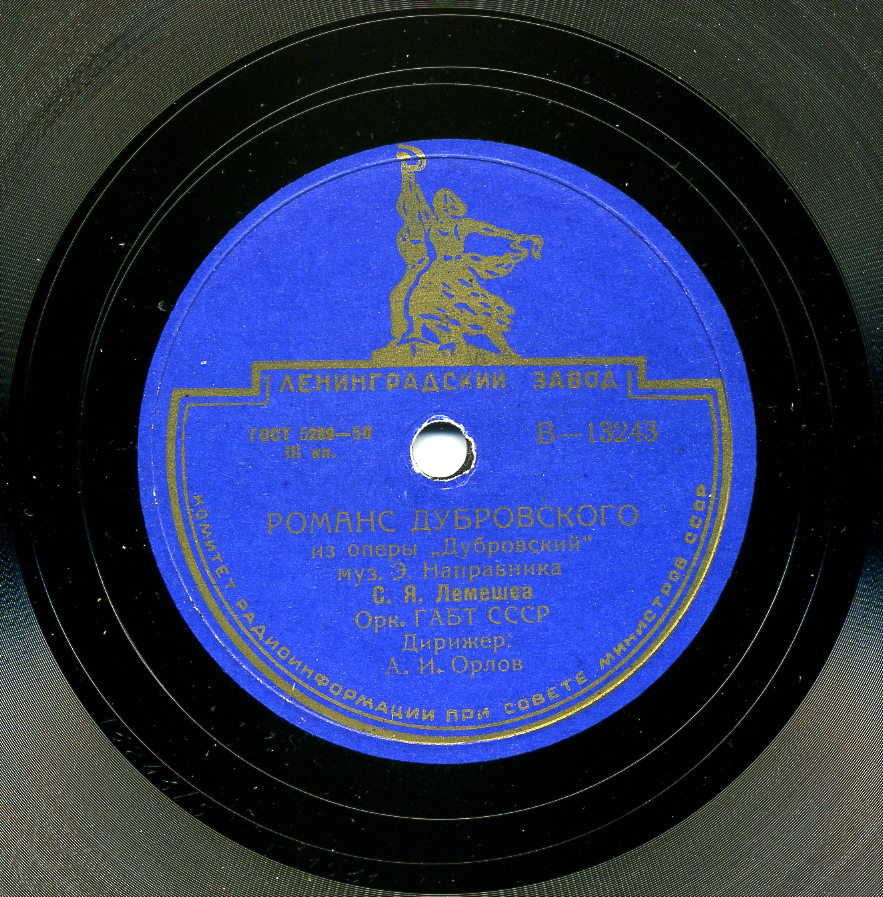 ЛЕНИНГРАДСКИЙ ЗАВОД
ГОСТ 5289—50
III кл.
В—13243
РОМАНС ДУБРОВСКОГО
из оперы „Дубровский"
муз. Э. Направника
С. Я. Лемешев
Орк. ГАБТ СССР
Дирижер:
А. И. Орлов
КОМИТЕТ РАДИОИНФОРМАЦИИ ПРИ СОВЕТЕ МИНИСТРОВ СССР